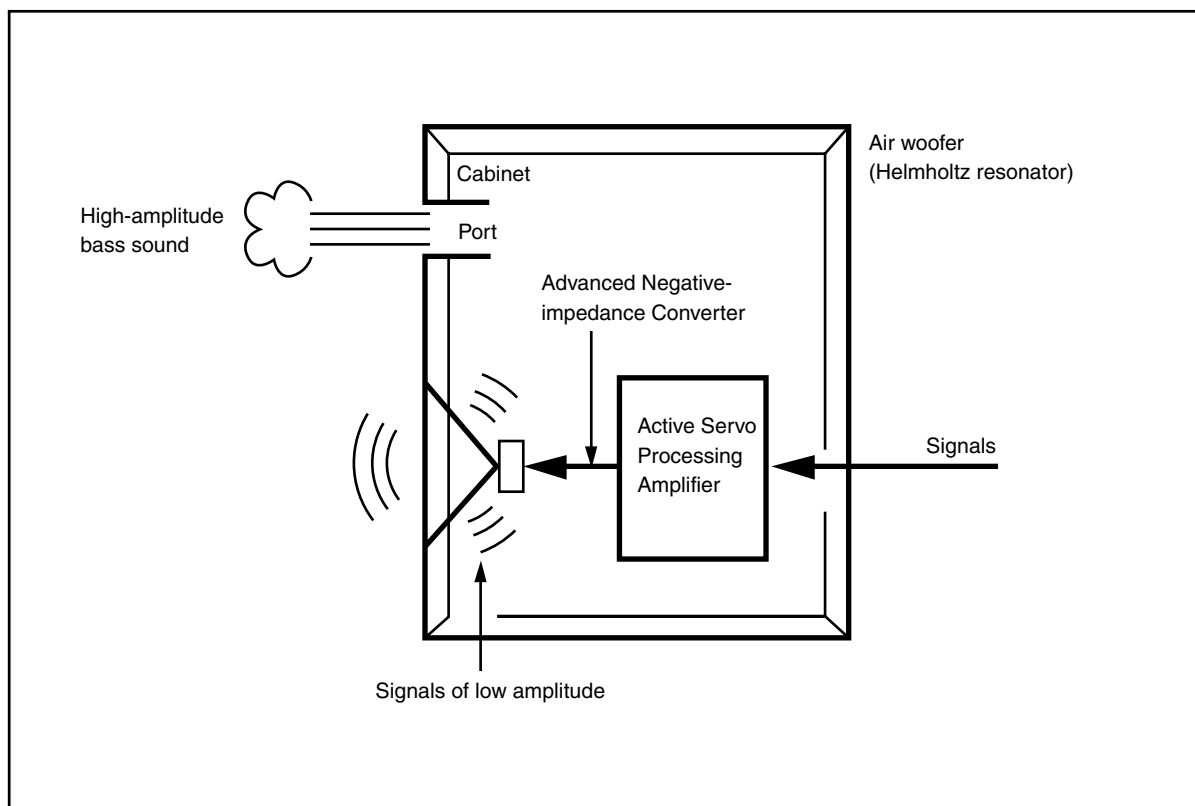 Air woofer
(Helmholtz resonator)
Cabinet
High-amplitude
bass sound
Port
Advanced Negative-
impedance Converter
Active Servo
Processing
Amplifier
Signals
Signals of low amplitude